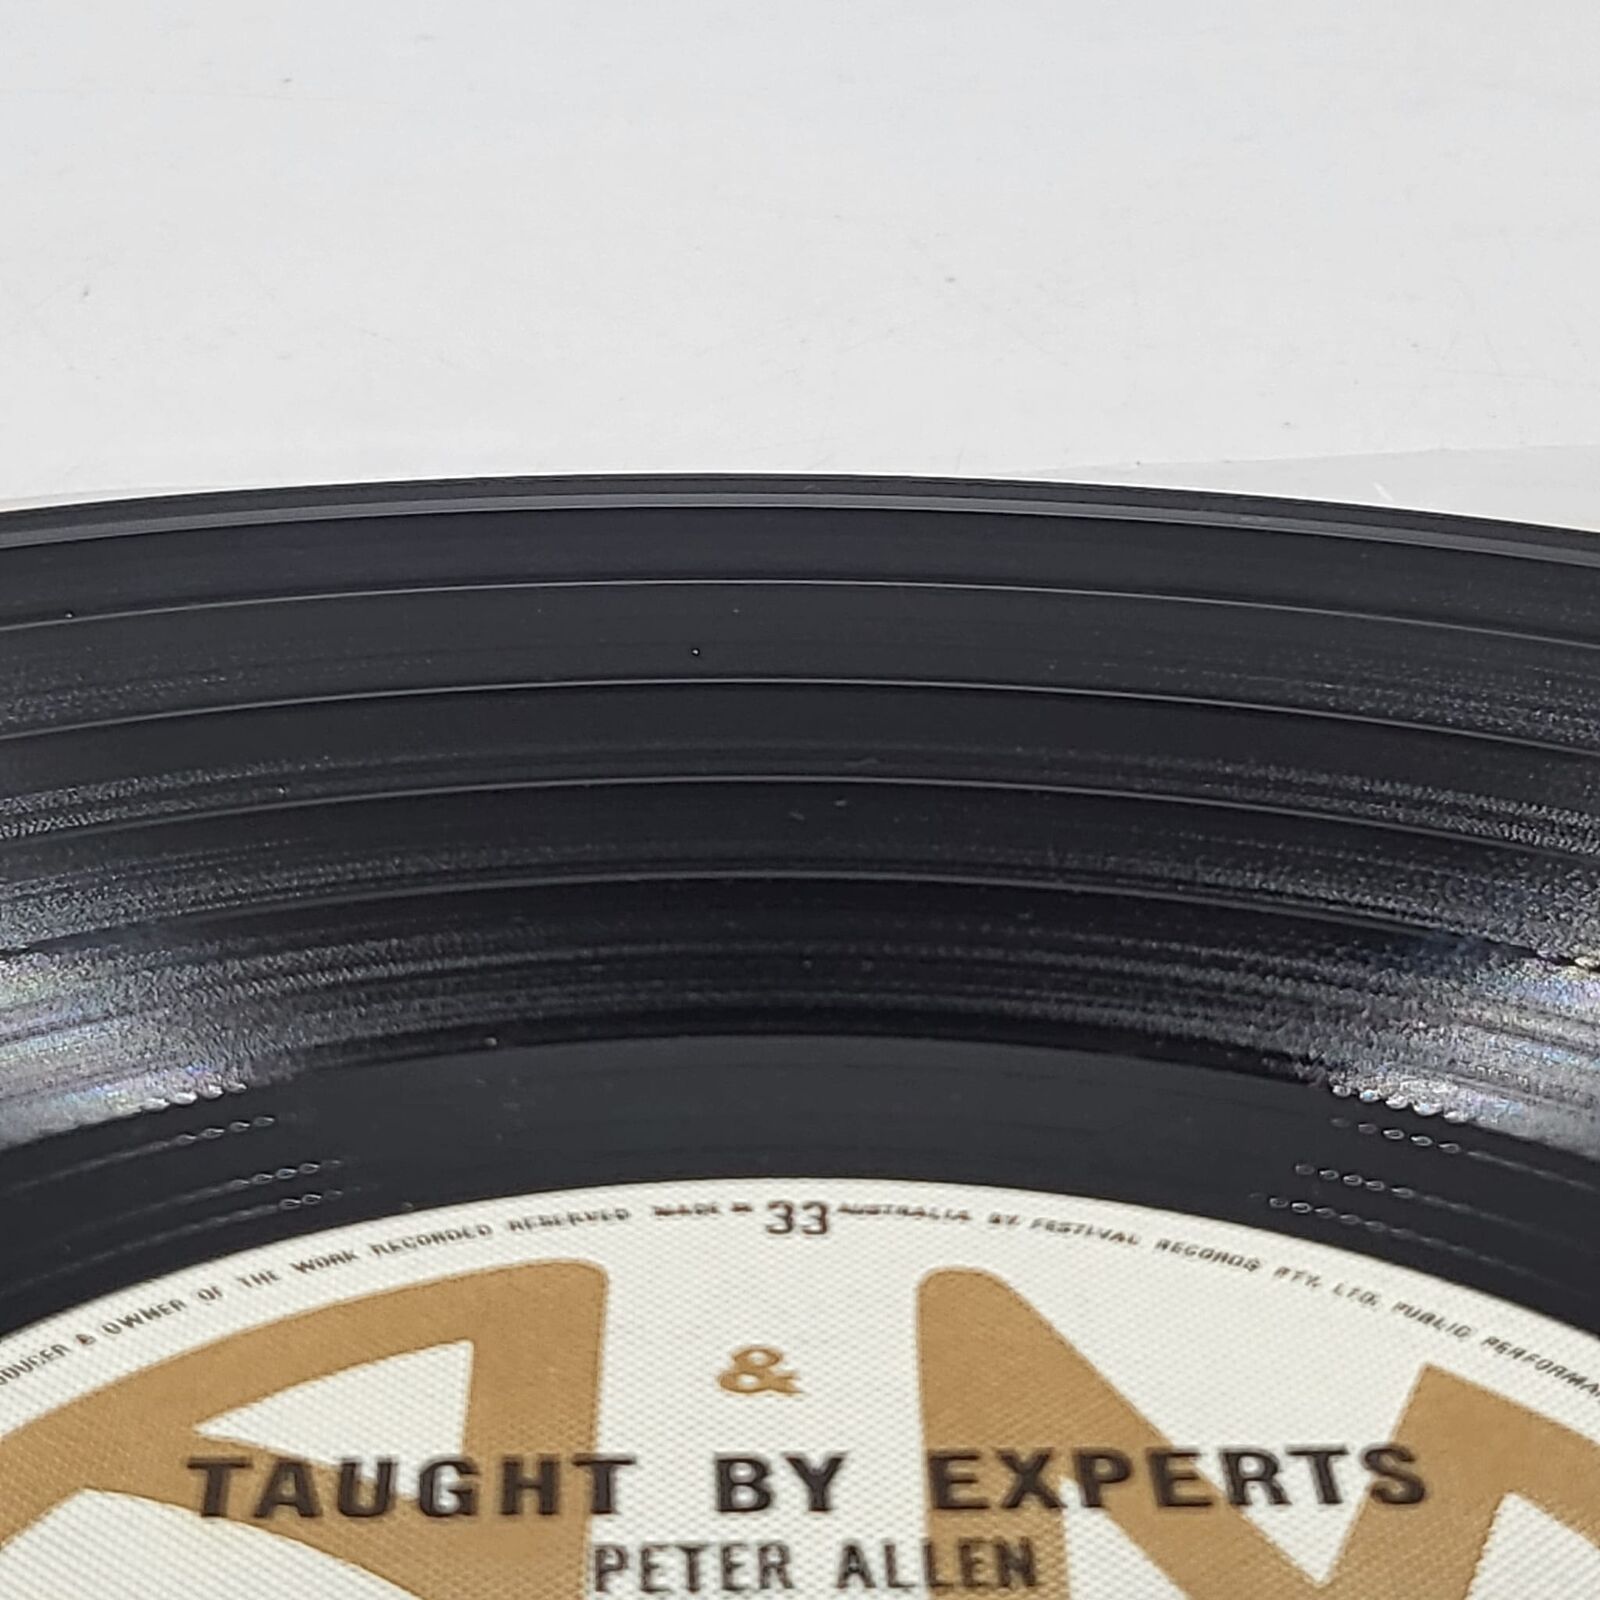 ODUCER & OWNER OF THE WORK RECORDED RESERVED MADE IN 33 AUSTRALIA BY FESTIVAL RECORDS PTY. LTD. PUBLIC PERFORMA
A & M
TAUGHT BY EXPERTS
PETER ALLEN